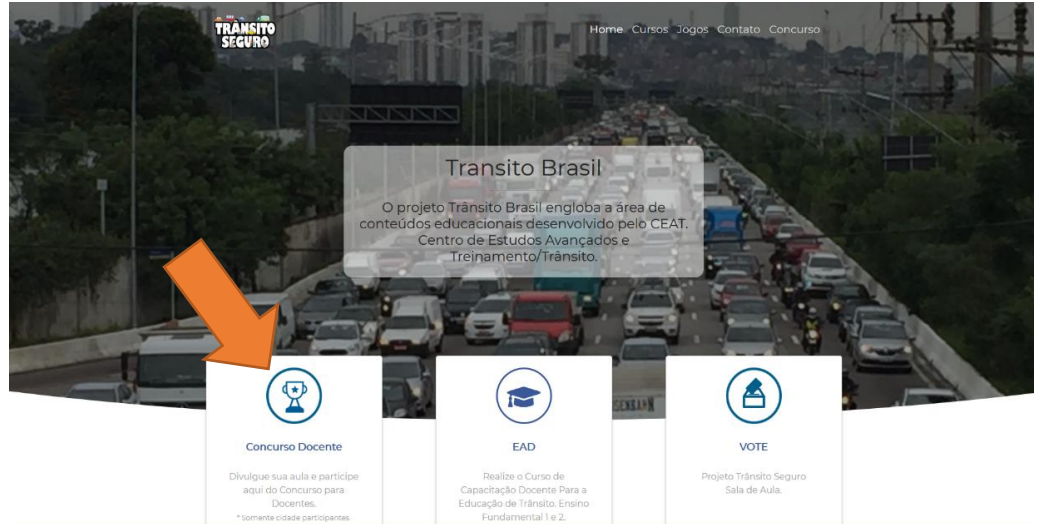 TRANSITO
SEGURO
Home Cursos Jogos Contato Concurso
Transito Brasil
O projeto Trânsito Brasil engloba a área de
conteúdos educacionais desenvolvido pelo CEAT.
Centro de Estudos Avançados e
Treinamento/Trânsito.
Concurso Docente
Divulgue sua aula e participe
aqui do Concurso para
Docentes.
* Somente cidade participantes.
EAD
Realize o Curso de
Capacitação Docente Para a
Educação de Trânsito. Ensino
Fundamental 1 e 2.
VOTE
Projeto Trânsito Seguro
Sala de Aula.